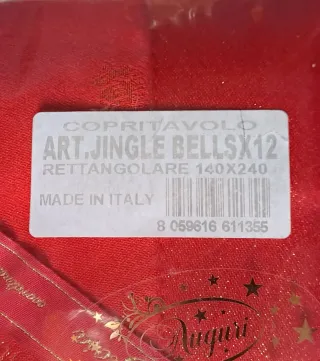 COPRITAVOLO
ART.JINGLE BELLSX12
RETTANGOLARE 140X240
MADE IN ITALY
8 059616 611355
Auguri